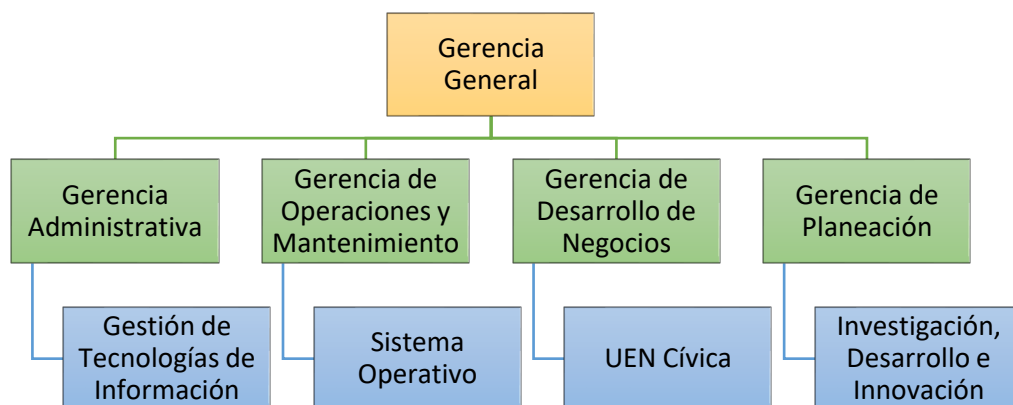 Gerencia
General
Gerencia
Administrativa
Gerencia de
Operaciones y
Mantenimiento
Gerencia de
Desarrollo de
Negocios
Gerencia de
Planeación
Gestión de
Tecnologías de
Información
Sistema
Operativo
UEN Cívica
Investigación,
Desarrollo e
Innovación